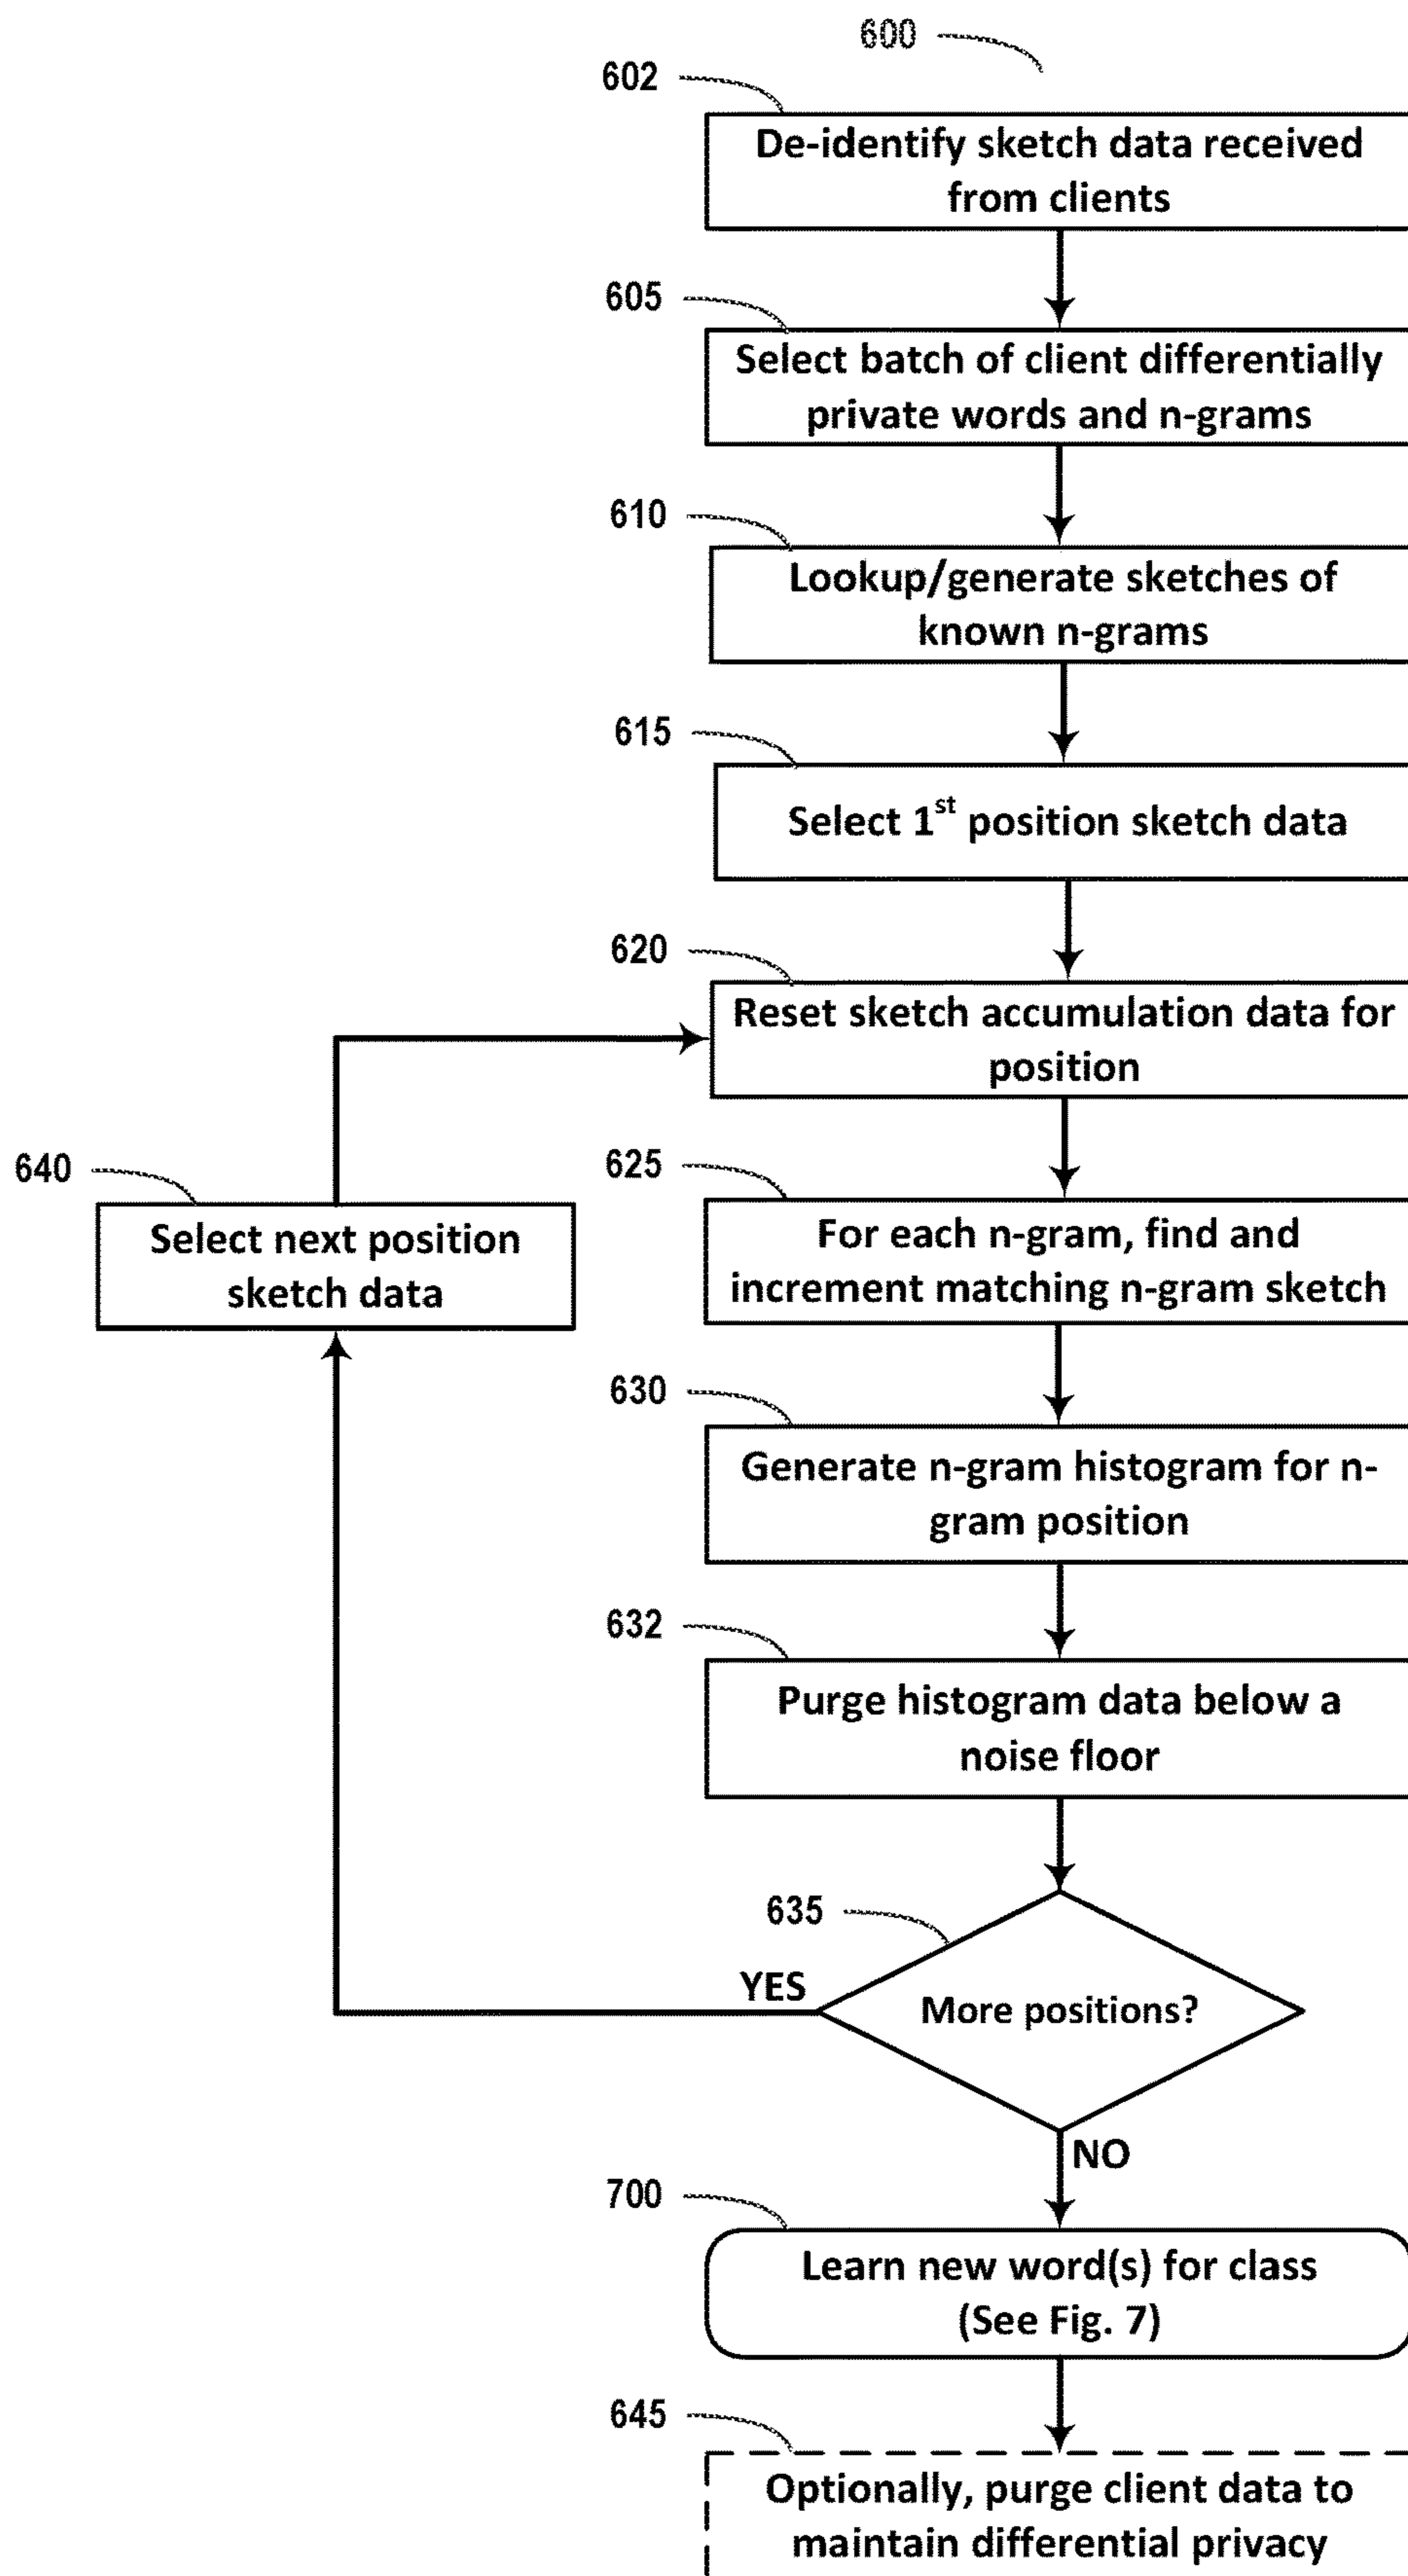 600
602
De-identify sketch data received
from clients
605
Select batch of client differentially
private words and n-grams
610
Lookup/generate sketches of
known n-grams
615
Select 1st position sketch data
620
Reset sketch accumulation data for
position
640
Select next position
sketch data
625
For each n-gram, find and
increment matching n-gram sketch
630
Generate n-gram histogram for n-
gram position
632
Purge histogram data below a
noise floor
635
YES
More positions?
NO
700
Learn new word(s) for class
(See Fig. 7)
645
Optionally, purge client data to
maintain differential privacy